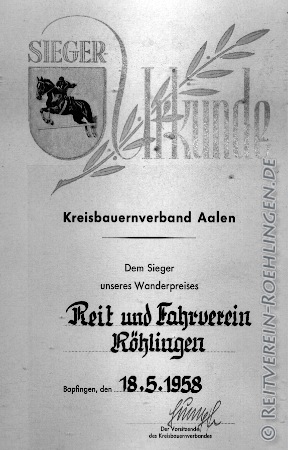 SIEGER
Urkunde
Kreisbauernverband Aalen
Dem Sieger
unseres Wanderpreises
Reit und Fahrverein
Röhlingen
Bopfingen, den 18.5.1958
Der Vorsitzende,
des Kreisbauernverbandes
© REITVEREIN-ROEHLINGEN.DE